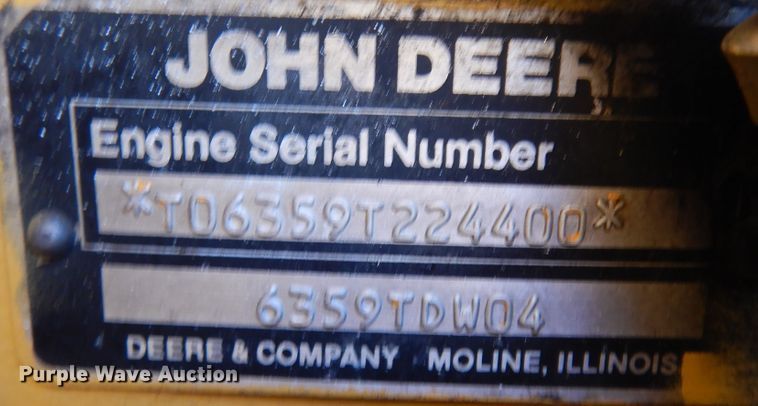 JOHN DEERE
Engine Serial Number
*T06359T224400*
6359TDW04
DEERE & COMPANY MOLINE, ILLINOIS
Purple Wave Auction